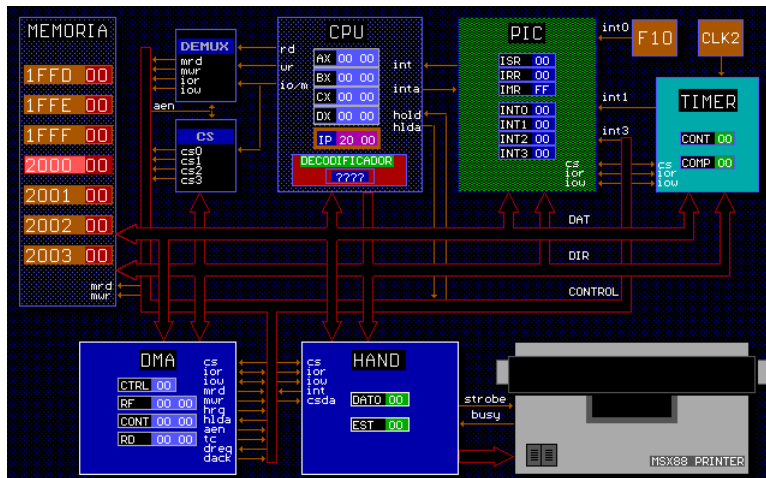 MEMORIA
1FFD 00
1FFE 00
1FFF 00
2000 00
2001 00
2002 00
2003 00
mrd
mwr
DEMUX
mrd
mwr
ior
iow
aen
CS
cs0
cs1
cs2
cs3
rd
wr
io/m
CPU
AX 00 00
BX 00 00
CX 00 00
DX 00 00
IP 20 00
DECODIFICADOR
????
int
inta
hold
hlda
PIC
ISR 00
IRR 00
IMR FF
INT0 00
INT1 00
INT2 00
INT3 00
cs
ior
iow
int0
F10
CLK2
int1
int3
TIMER
CONT 00
COMP 00
cs
ior
iow
DAT
DIR
CONTROL
DMA
CTRL 00
RF 00 00
CONT 00 00
RD 00 00
cs
ior
iow
mrd
mwr
hrq
hlda
aen
tc
dreq
dack
HAND
cs
ior
iow
int
csda
DATO 00
EST 00
strobe
busy
MSX88 PRINTER